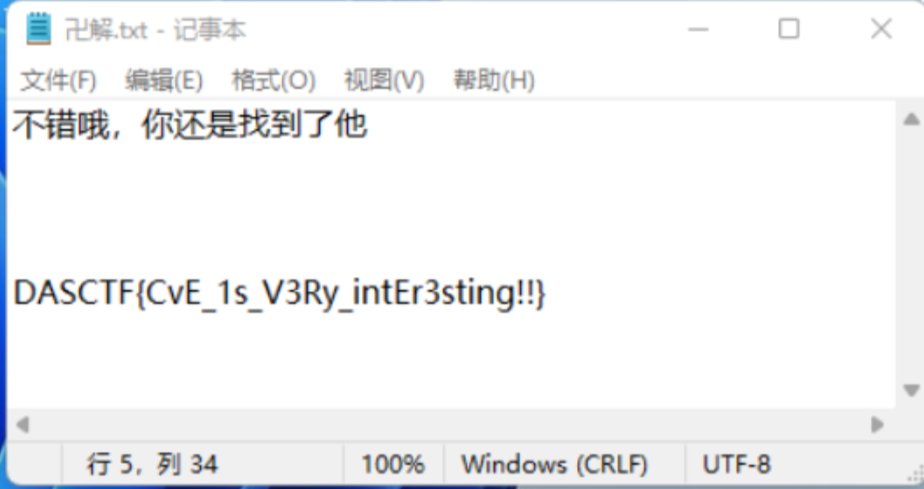 卍解.txt - 记事本
文件(F) 编辑(E) 格式(O) 视图(V) 帮助(H)
不错哦，你还是找到了他
DASCTF{CvE_1s_V3Ry_intEr3sting!!}
行 5，列 34 100% Windows (CRLF) UTF-8